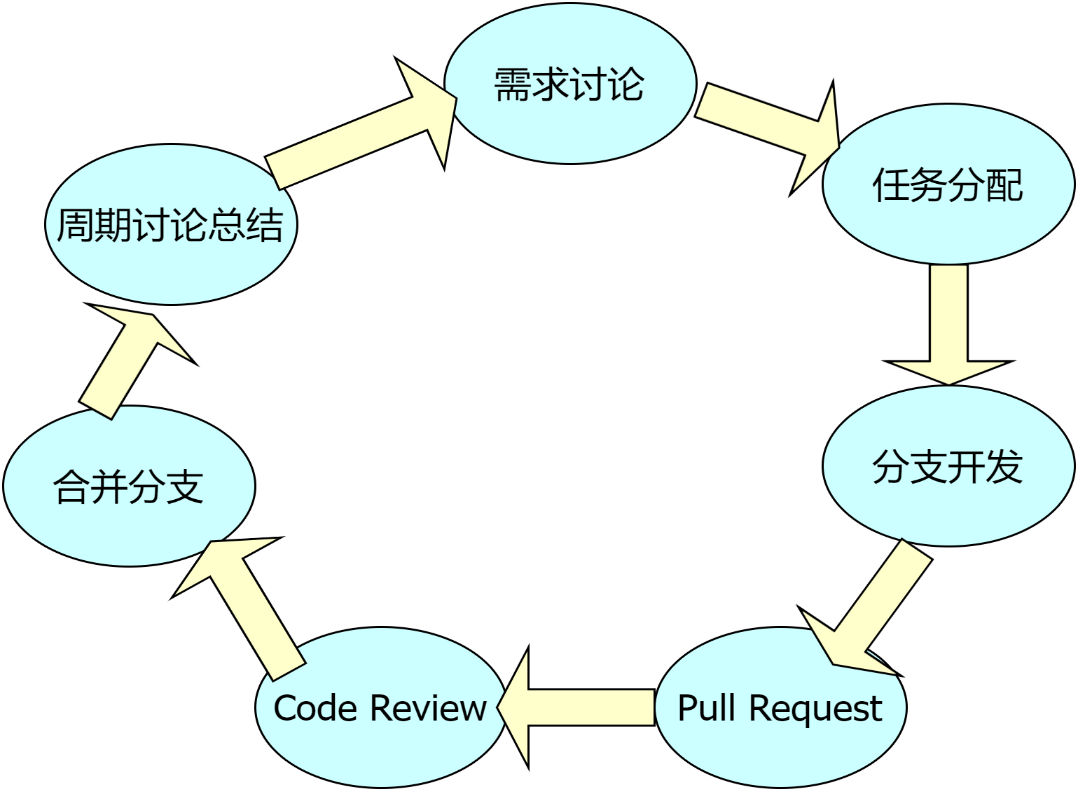 需求讨论
任务分配
周期讨论总结
分支开发
合并分支
Code Review
Pull Request